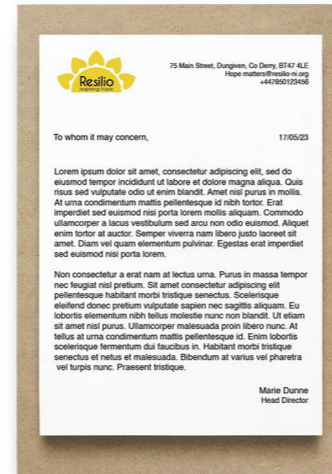 Resilio
inspiring hope
75 Main Street, Dungiven, Co Derry, BT47 4LE
Hope matters@resilio-ni.org
+447850123456
To whom it may concern,
17/05/23
Lorem ipsum dolor sit amet, consectetur adipiscing elit, sed do
eiusmod tempor incididunt ut labore et dolore magna aliqua. Quis
risus sed vulputate odio ut enim blandit. Amet nisl purus in mollis.
At urna condimentum mattis pellentesque id nibh tortor. Erat
imperdiet sed euismod nisi porta lorem mollis aliquam. Commodo
ullamcorper a lacus vestibulum sed arcu non odio euismod. Aliquet
enim tortor at auctor. Semper viverra nam libero justo laoreet sit
amet. Diam vel quam elementum pulvinar. Egestas erat imperdiet
sed euismod nisi porta lorem.
Non consectetur a erat nam at lectus urna. Purus in massa tempor
nec feugiat nisl pretium. Sit amet consectetur adipiscing elit
pellentesque habitant morbi tristique senectus. Scelerisque
eleifend donec pretium vulputate sapien nec sagittis aliquam. Eu
lobortis elementum nibh tellus molestie nunc non blandit. Ut etiam
sit amet nisl purus. Ullamcorper malesuada proin libero nunc. At
tellus at urna condimentum mattis pellentesque id. Enim lobortis
scelerisque fermentum dui faucibus in. Habitant morbi tristique
senectus et netus et malesuada. Bibendum at varius vel pharetra
vel turpis nunc. Praesent tristique.
Marie Dunne
Head Director